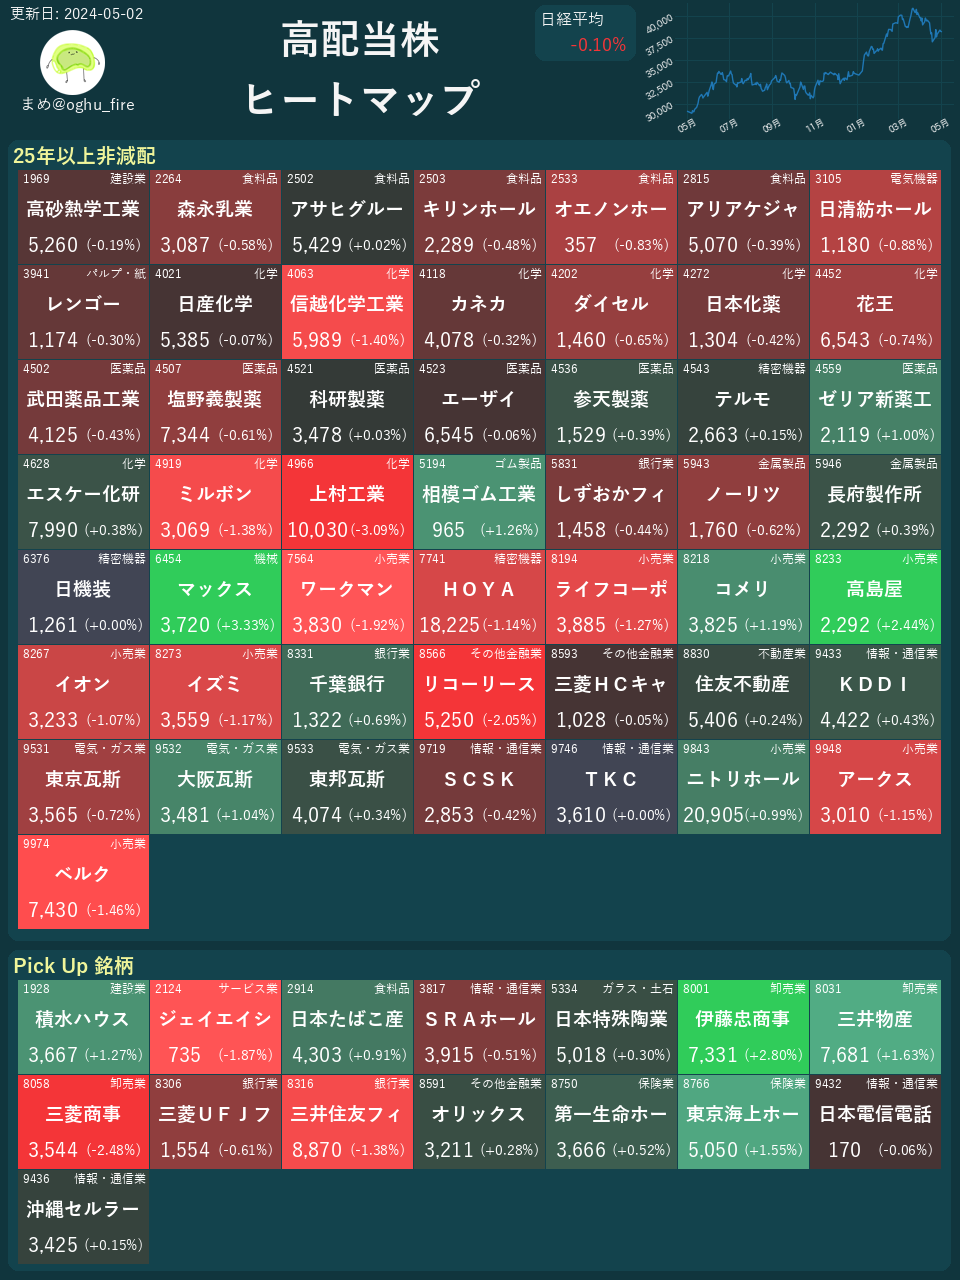 更新日: 2024-05-02
まめ@oghu_fire
高配当株
ヒートマップ
日経平均
-0.10%
40,000
37,500
35,000
32,500
30,000
05月 07月 09月 11月 01月 03月 05月
25年以上非減配
1969 建設業 2264 食料品 2502 食料品 2503 食料品 2533 食料品 2815 食料品 3105 電気機器
高砂熱学工業 森永乳業 アサヒグルー キリンホール オエノンホー アリアケジャ 日清紡ホール
5,260 (-0.19%) 3,087 (-0.58%) 5,429 (+0.02%) 2,289 (-0.48%) 357 (-0.83%) 5,070 (-0.39%) 1,180 (-0.88%)
3941 パルプ・紙 4021 化学 4063 化学 4118 化学 4202 化学 4272 化学 4452 化学
レンゴー 日産化学 信越化学工業 カネカ ダイセル 日本化薬 花王
1,174 (-0.30%) 5,385 (-0.07%) 5,989 (-1.40%) 4,078 (-0.32%) 1,460 (-0.65%) 1,304 (-0.42%) 6,543 (-0.74%)
4502 医薬品 4507 医薬品 4521 医薬品 4523 医薬品 4536 医薬品 4543 精密機器 4559 医薬品
武田薬品工業 塩野義製薬 科研製薬 エーザイ 参天製薬 テルモ ゼリア新薬工
4,125 (-0.43%) 7,344 (-0.61%) 3,478 (+0.03%) 6,545 (-0.06%) 1,529 (+0.39%) 2,663 (+0.15%) 2,119 (+1.00%)
4628 化学 4919 化学 4966 化学 5194 ゴム製品 5831 銀行業 5943 金属製品 5946 金属製品
エスケー化研 ミルボン 上村工業 相模ゴム工業 しずおかフィ ノーリツ 長府製作所
7,990 (+0.38%) 3,069 (-1.38%) 10,030 (-3.09%) 965 (+1.26%) 1,458 (-0.44%) 1,760 (-0.62%) 2,292 (+0.39%)
6376 精密機器 6454 機械 7564 小売業 7741 精密機器 8194 小売業 8218 小売業 8233 小売業
日機装 マックス ワークマン ＨＯＹＡ ライフコーポ コメリ 高島屋
1,261 (+0.00%) 3,720 (+3.33%) 3,830 (-1.92%) 18,225 (-1.14%) 3,885 (-1.27%) 3,825 (+1.19%) 2,292 (+2.44%)
8267 小売業 8273 小売業 8331 銀行業 8566 その他金融業 8593 その他金融業 8830 不動産業 9433 情報・通信業
イオン イズミ 千葉銀行 リコーリース 三菱ＨＣキャ 住友不動産 ＫＤＤＩ
3,233 (-1.07%) 3,559 (-1.17%) 1,322 (+0.69%) 5,250 (-2.05%) 1,028 (-0.05%) 5,406 (+0.24%) 4,422 (+0.43%)
9531 電気・ガス業 9532 電気・ガス業 9533 電気・ガス業 9719 情報・通信業 9746 情報・通信業 9843 小売業 9948 小売業
東京瓦斯 大阪瓦斯 東邦瓦斯 ＳＣＳＫ ＴＫＣ ニトリホール アークス
3,565 (-0.72%) 3,481 (+1.04%) 4,074 (+0.34%) 2,853 (-0.42%) 3,610 (+0.00%) 20,905 (+0.99%) 3,010 (-1.15%)
9974 小売業
ベルク
7,430 (-1.46%)
Pick Up 銘柄
1928 建設業 2124 サービス業 2914 食料品 3817 情報・通信業 5334 ガラス・土石 8001 卸売業 8031 卸売業
積水ハウス ジェイエイシ 日本たばこ産 ＳＲＡホール 日本特殊陶業 伊藤忠商事 三井物産
3,667 (+1.27%) 735 (-1.87%) 4,303 (+0.91%) 3,915 (-0.51%) 5,018 (+0.30%) 7,331 (+2.80%) 7,681 (+1.63%)
8058 卸売業 8306 銀行業 8316 銀行業 8591 その他金融業 8750 保険業 8766 保険業 9432 情報・通信業
三菱商事 三菱ＵＦＪフ 三井住友フィ オリックス 第一生命ホー 東京海上ホー 日本電信電話
3,544 (-2.48%) 1,554 (-0.61%) 8,870 (-1.38%) 3,211 (+0.28%) 3,666 (+0.52%) 5,050 (+1.55%) 170 (-0.06%)
9436 情報・通信業
沖縄セルラー
3,425 (+0.15%)